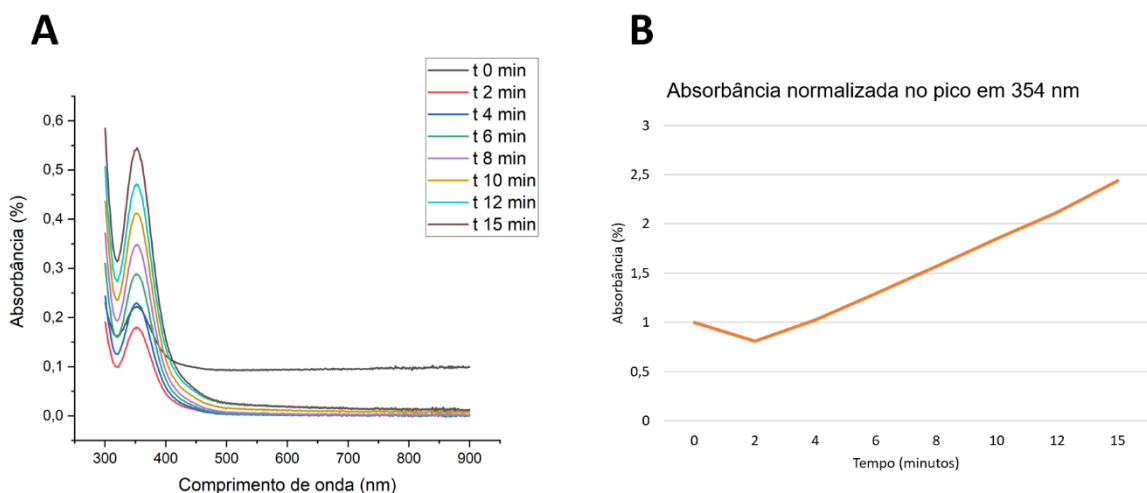 A
t 0 min
t 2 min
t 4 min
t 6 min
t 8 min
t 10 min
t 12 min
t 15 min
0,6
0,5
0,4
0,3
0,2
0,1
0,0
Absorbância (%)
300 400 500 600 700 800 900
Comprimento de onda (nm)
B
Absorbância normalizada no pico em 354 nm
3
2,5
2
1,5
1
0,5
0
Absorbância (%)
0 2 4 6 8 10 12 15
Tempo (minutos)